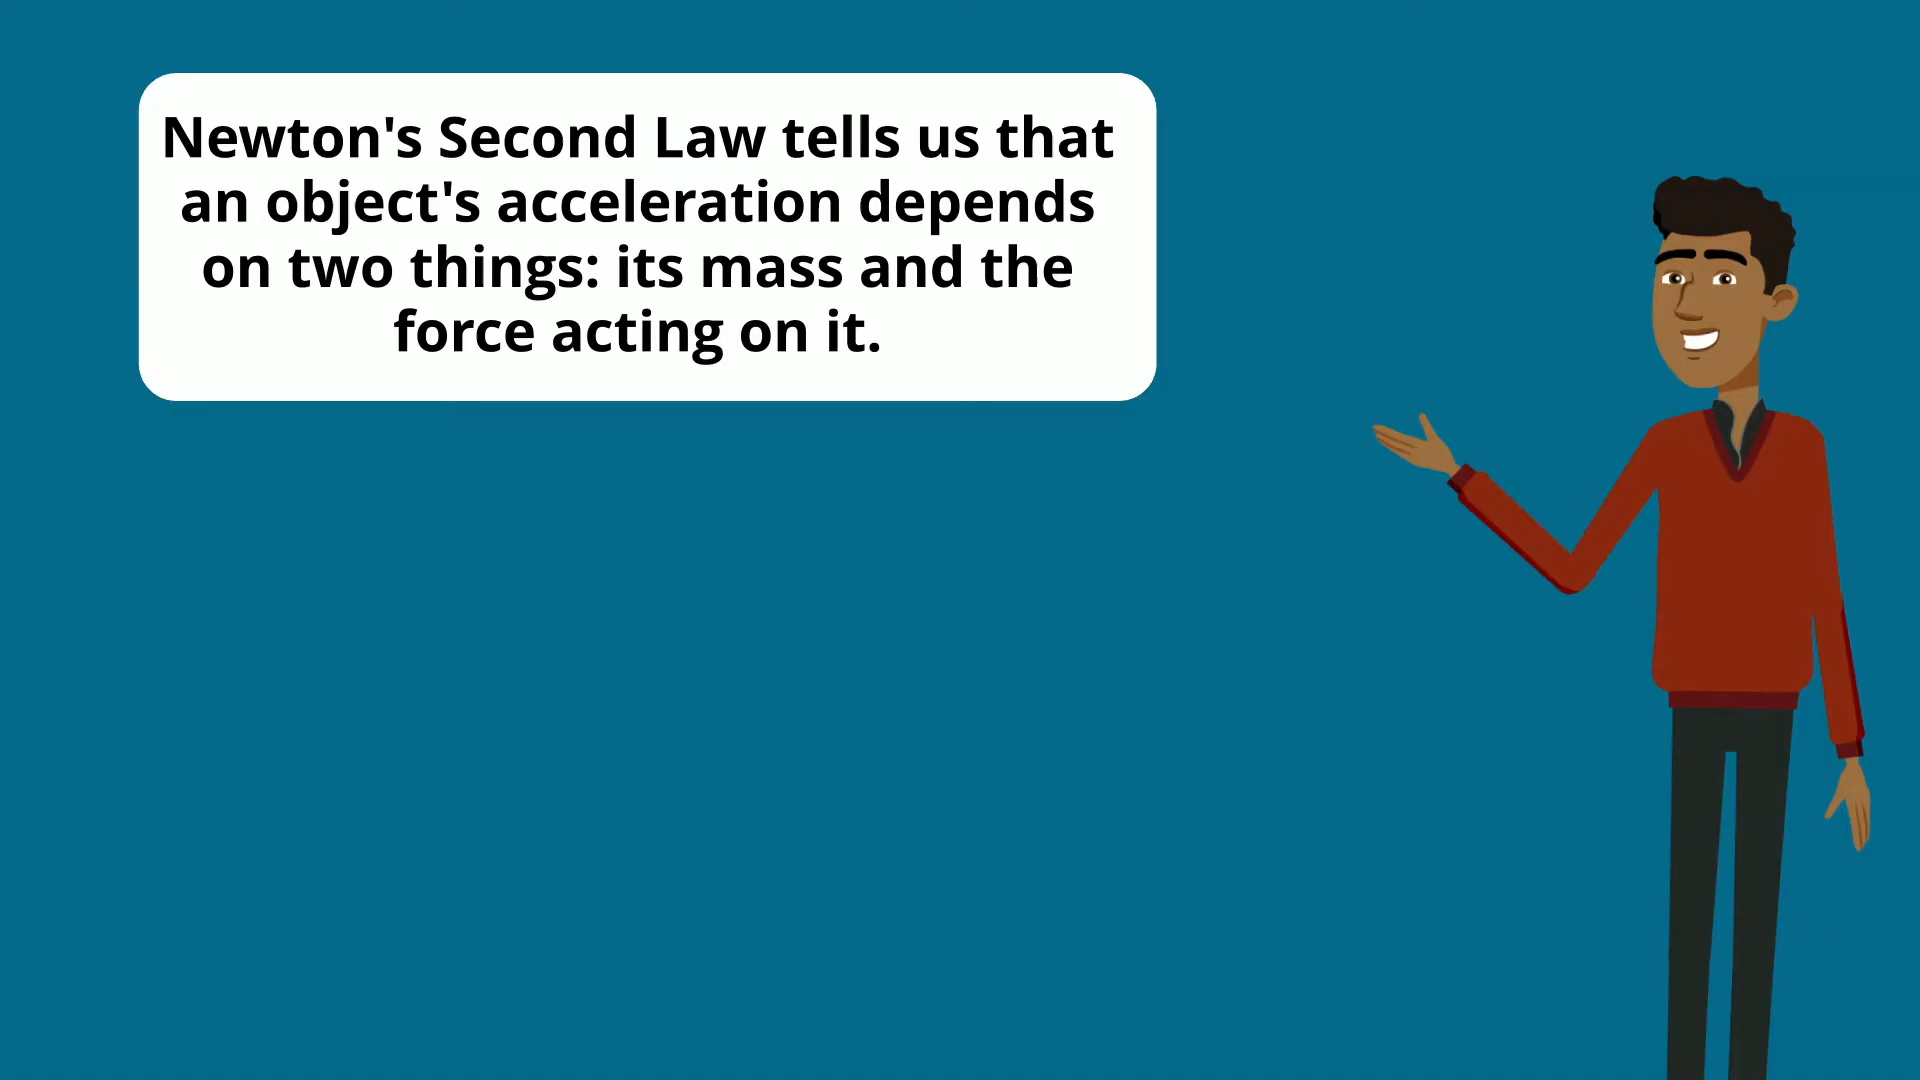 Newton's Second Law tells us that
an object's acceleration depends
on two things: its mass and the
force acting on it.